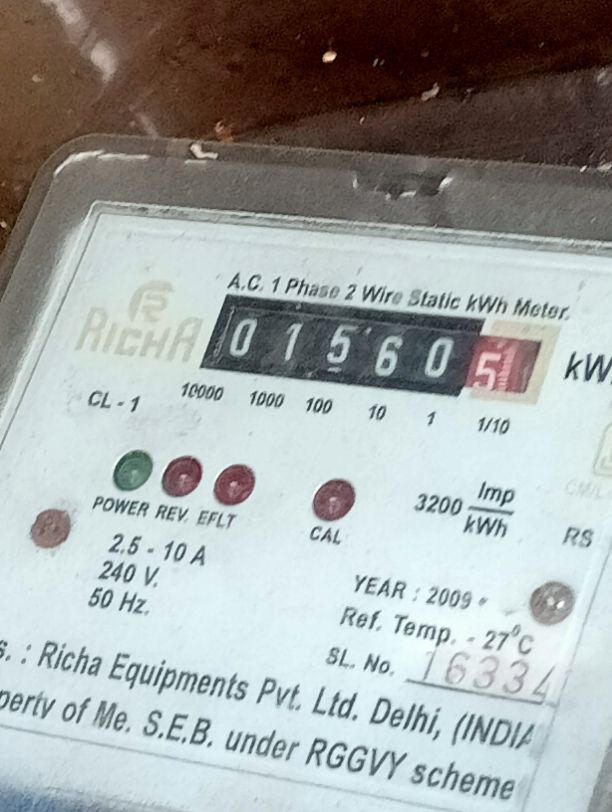 A.C. 1 Phase 2 Wire Static kWh Meter.
RICHA
0 1 5 6 0 5
kW
CL - 1
10000 1000 100 10 1 1/10
POWER REV. EFLT
CAL
3200 Imp/kWh
RS
2.5 - 10 A
240 V.
50 Hz.
YEAR : 2009
Ref. Temp. - 27°C
SL. No. 16334
s. : Richa Equipments Pvt. Ltd. Delhi, (INDIA
perty of Me. S.E.B. under RGGVY scheme